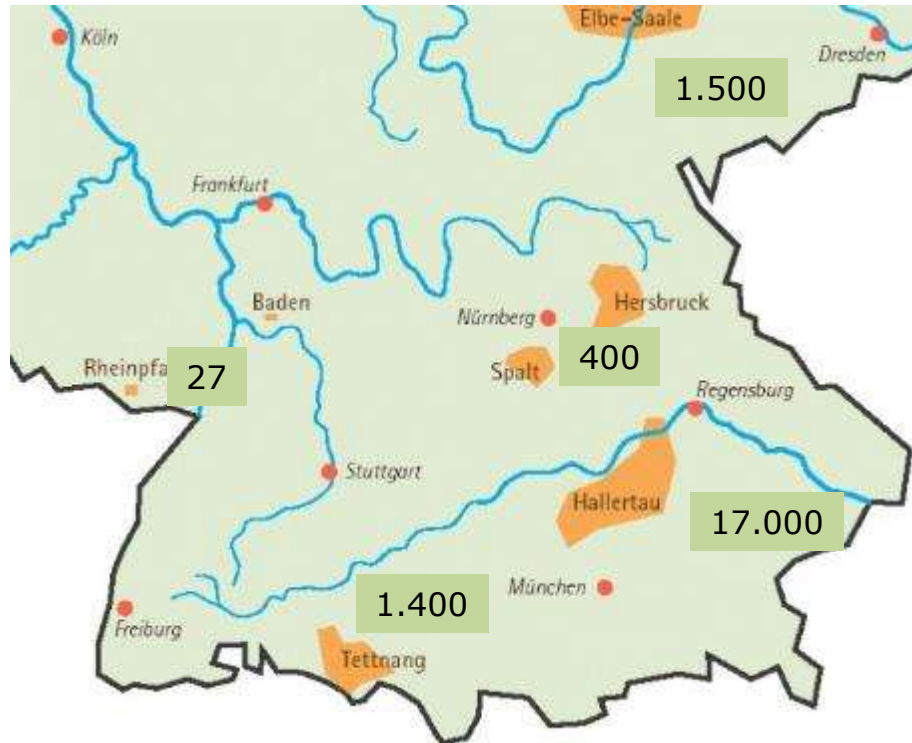 Elbe-Saale
Köln
Dresden
1.500
Frankfurt
Baden
Hersbruck
Nürnberg
Rheinpfa
27
Spalt
400
Regensburg
Stuttgart
Hallertau
17.000
München
1.400
Freiburg
Tettnang